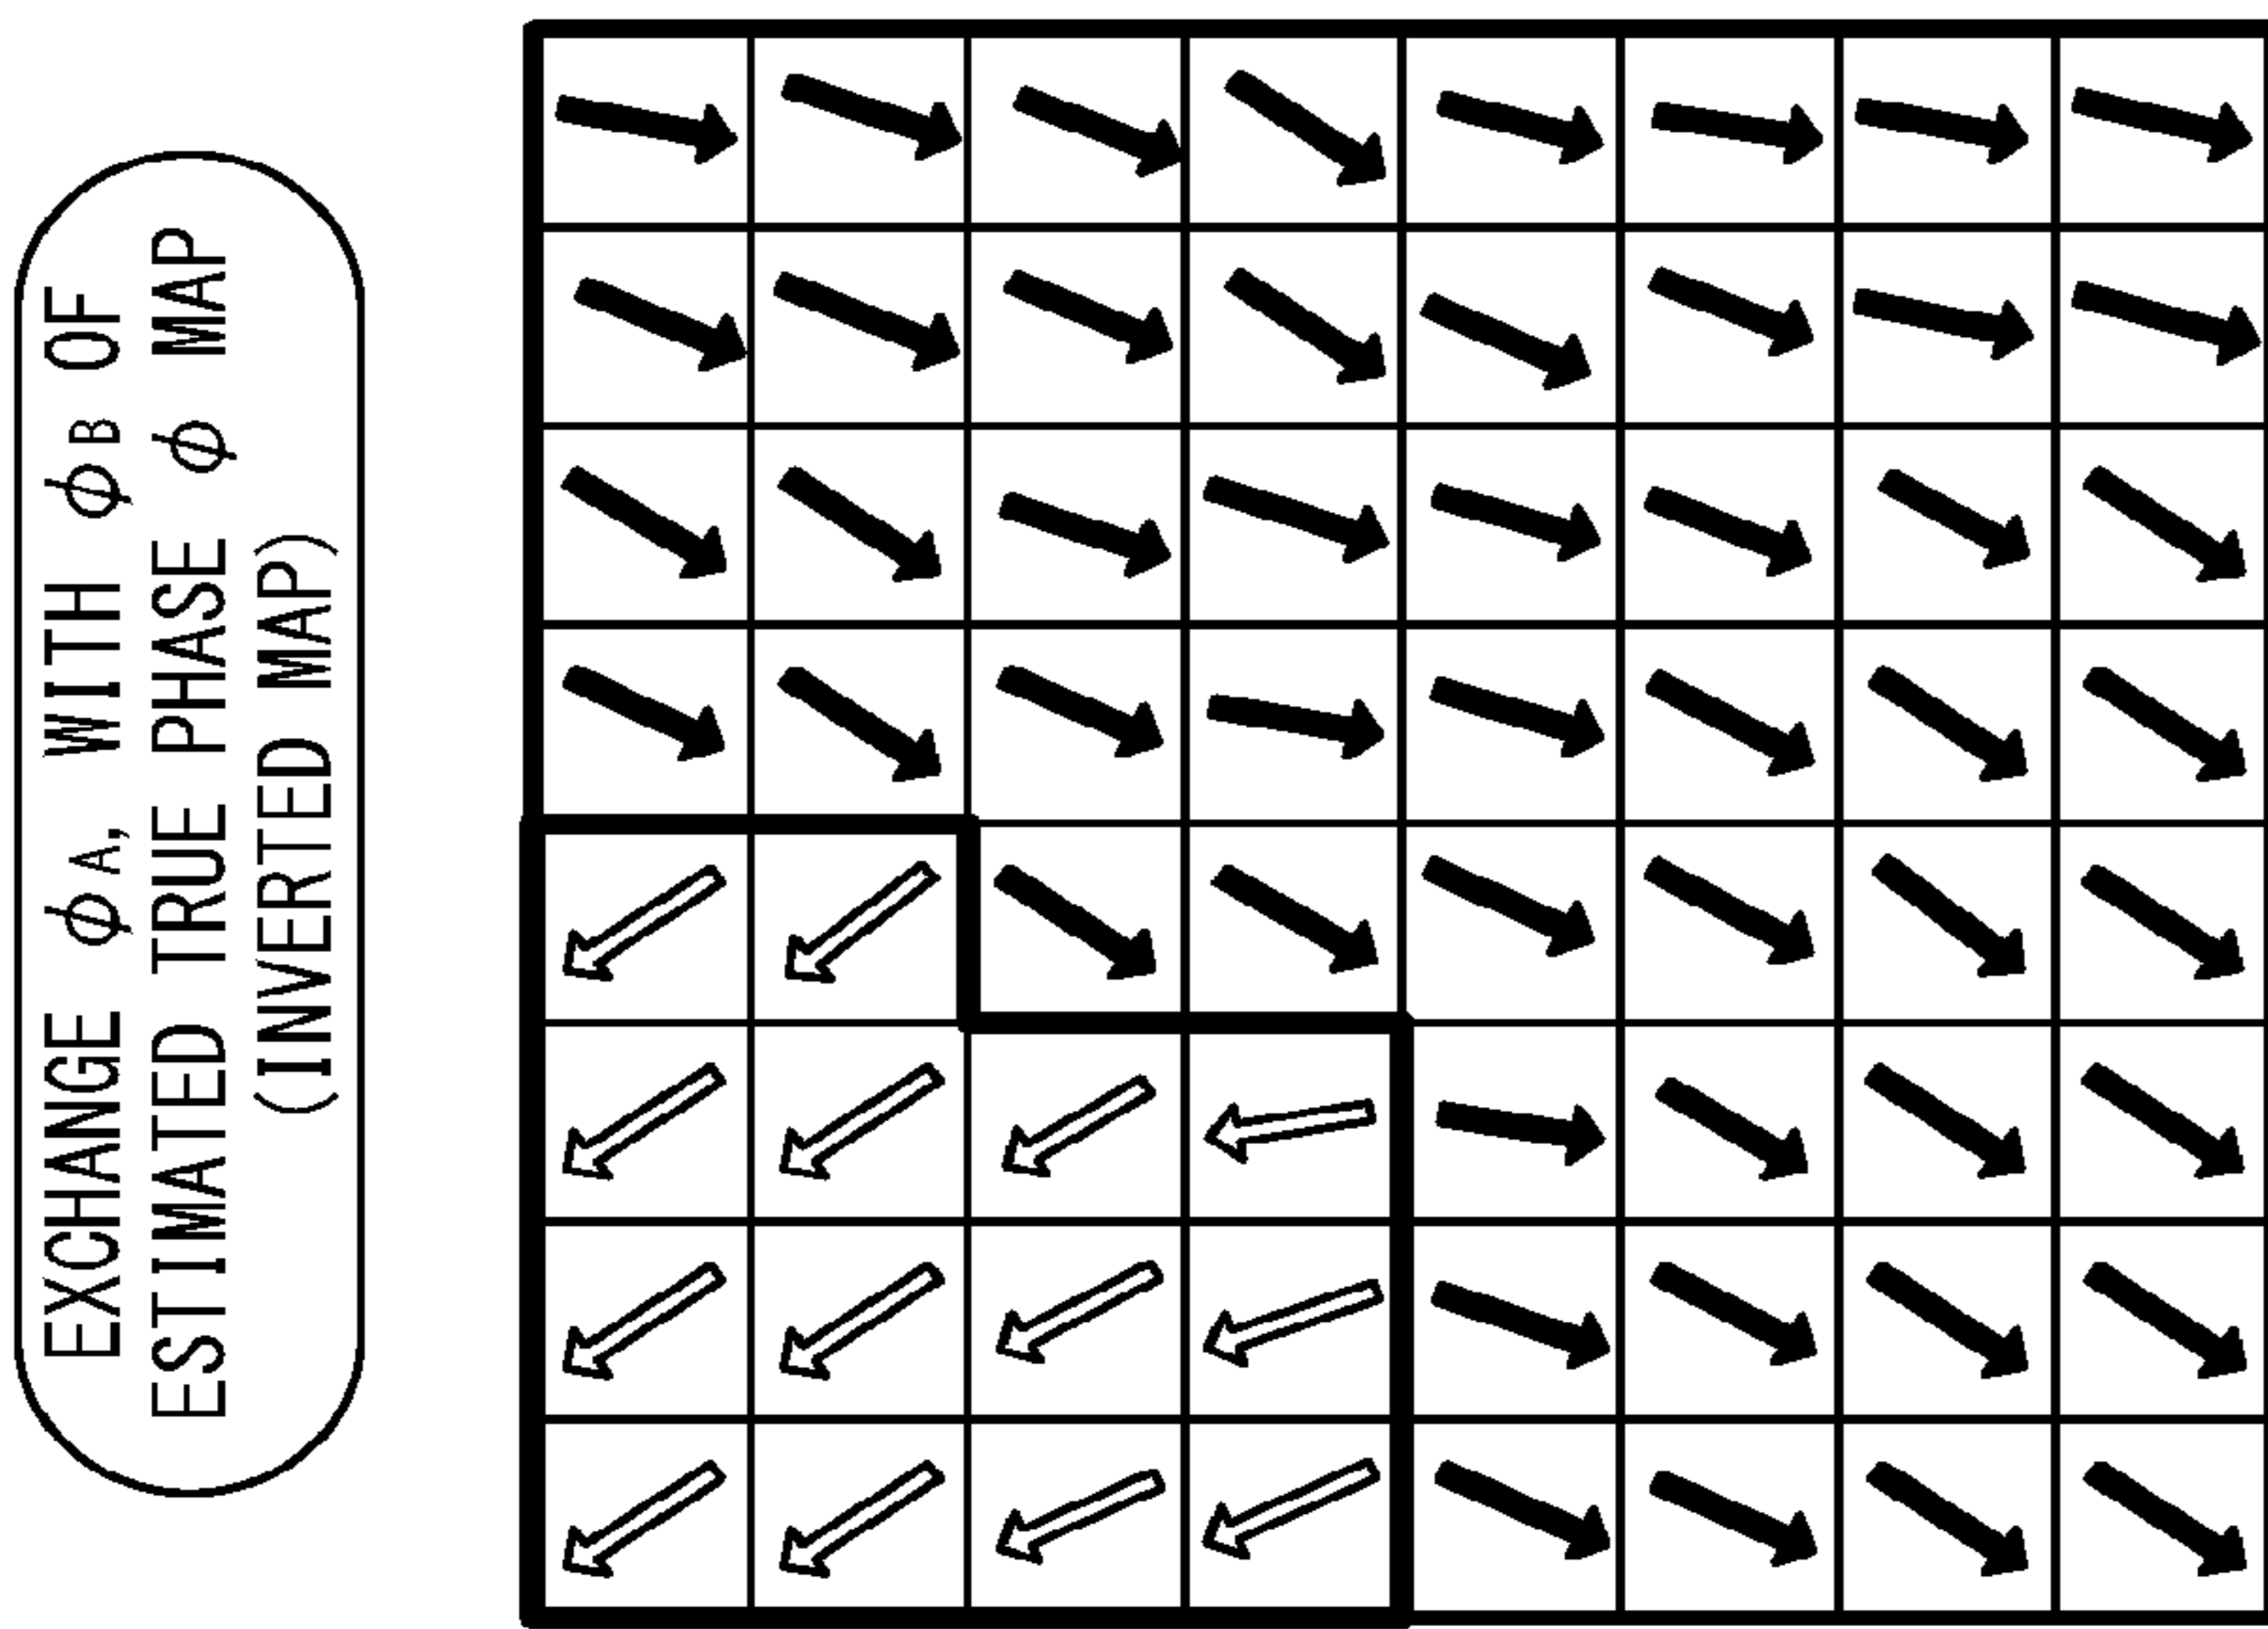 EXCHANGE ϕA, WITH ϕB OF
ESTIMATED TRUE PHASE ϕ MAP
(INVERTED MAP)